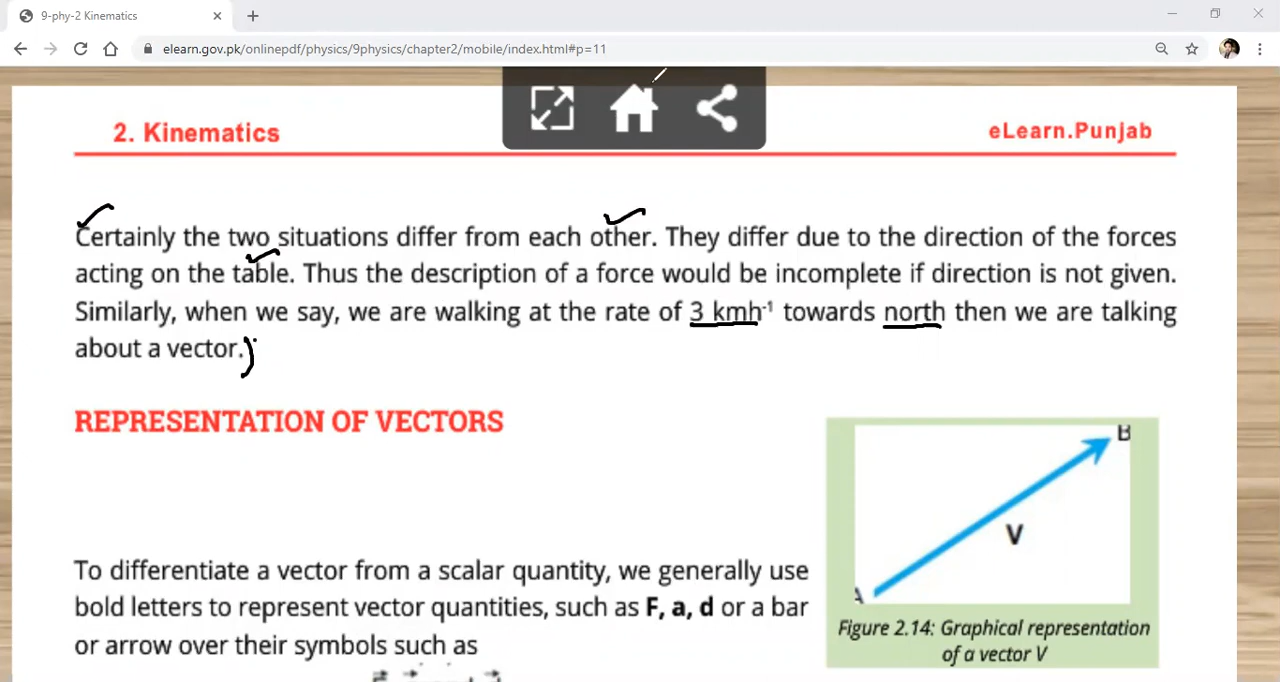 9-phy-2 Kinematics
elearn.gov.pk/onlinepdf/physics/9physics/chapter2/mobile/index.html#p=11
2. Kinematics
eLearn.Punjab
Certainly the two situations differ from each other. They differ due to the direction of the forces
acting on the table. Thus the description of a force would be incomplete if direction is not given.
Similarly, when we say, we are walking at the rate of 3 kmh⁻¹ towards north then we are talking
about a vector.
REPRESENTATION OF VECTORS
B
V
A
Figure 2.14: Graphical representation
of a vector V
To differentiate a vector from a scalar quantity, we generally use
bold letters to represent vector quantities, such as F, a, d or a bar
or arrow over their symbols such as